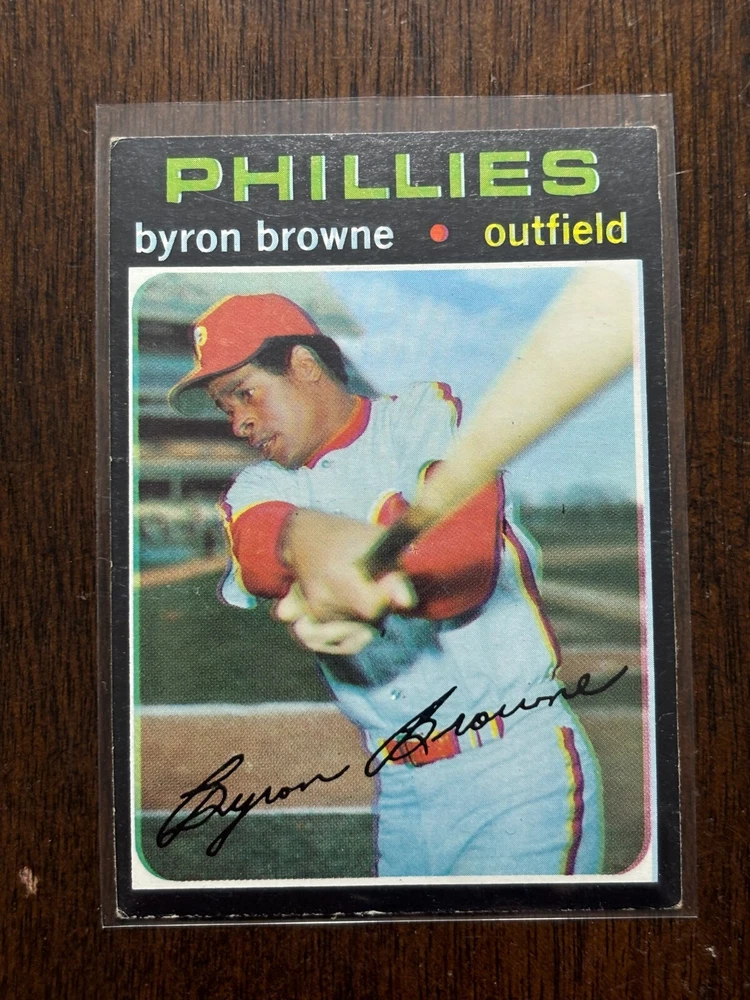 PHILLIES
byron browne • outfield
P
Byron Browne